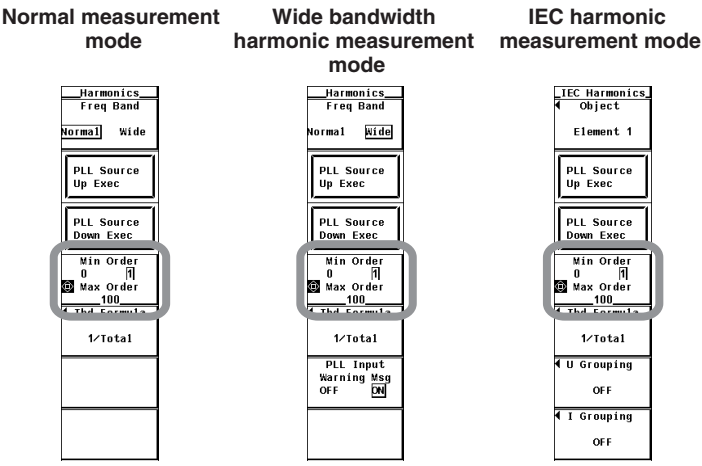 Normal measurement
mode
Wide bandwidth
harmonic measurement
mode
IEC harmonic
measurement mode
Harmonics
Freq Band
Normal Wide
PLL Source
Up Exec
PLL Source
Down Exec
Min Order
0 1
Max Order
100
Thd Formula
1/Total
Harmonics
Freq Band
Normal Wide
PLL Source
Up Exec
PLL Source
Down Exec
Min Order
0 1
Max Order
100
Thd Formula
1/Total
PLL Input
Warning Msg
OFF ON
IEC Harmonics
Object
Element 1
PLL Source
Up Exec
PLL Source
Down Exec
Min Order
0 1
Max Order
100
Thd Formula
1/Total
U Grouping
OFF
I Grouping
OFF